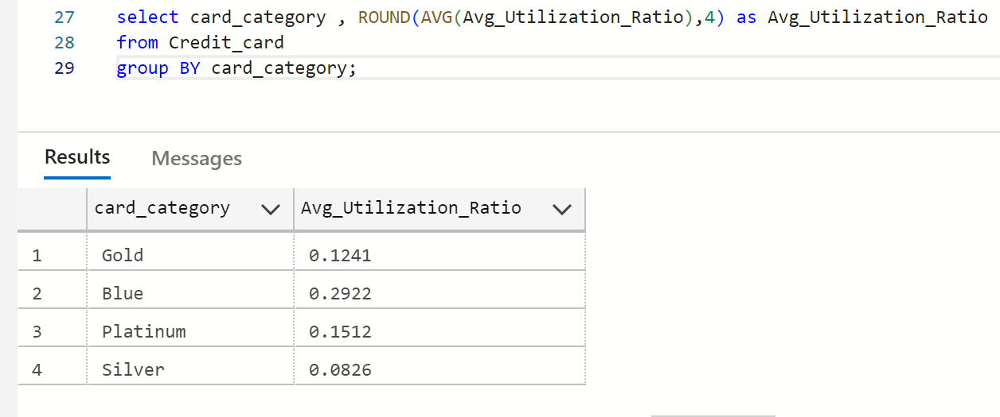 27 select card_category , ROUND(AVG(Avg_Utilization_Ratio),4) as Avg_Utilization_Ratio
28 from Credit_card
29 group BY card_category;
Results Messages
card_category Avg_Utilization_Ratio
1 Gold 0.1241
2 Blue 0.2922
3 Platinum 0.1512
4 Silver 0.0826